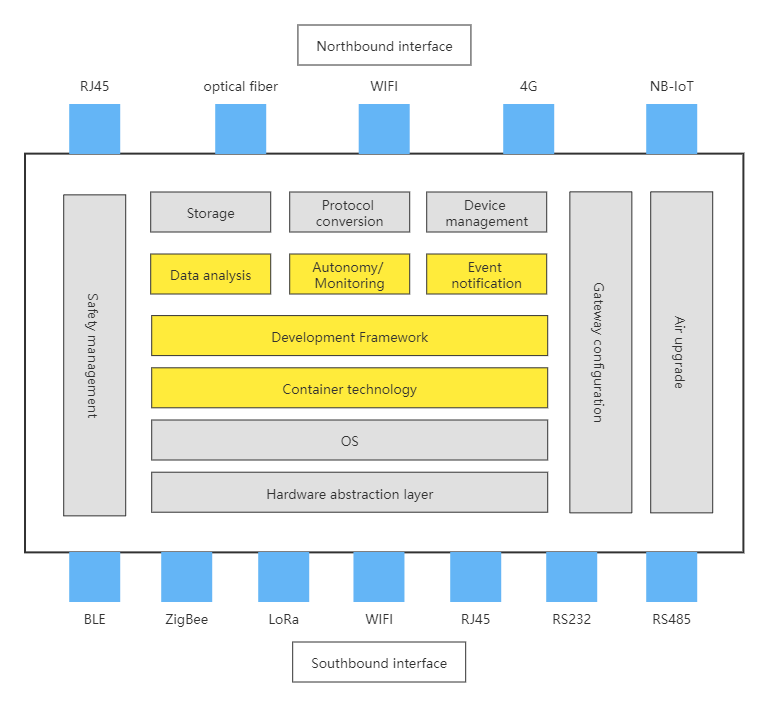 Northbound interface
RJ45
optical fiber
WIFI
4G
NB-IoT
Safety management
Storage
Protocol
conversion
Device
management
Data analysis
Autonomy/
Monitoring
Event
notification
Development Framework
Container technology
OS
Hardware abstraction layer
Gateway configuration
Air upgrade
BLE
ZigBee
LoRa
WIFI
RJ45
RS232
RS485
Southbound interface